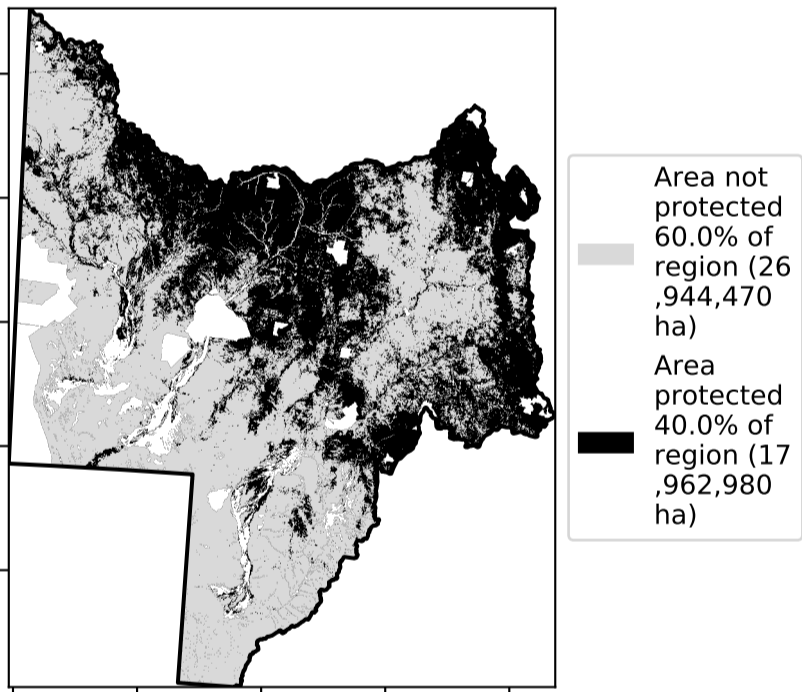 Area not
protected
60.0% of
region (26
,944,470
ha)
Area
protected
40.0% of
region (17
,962,980
ha)